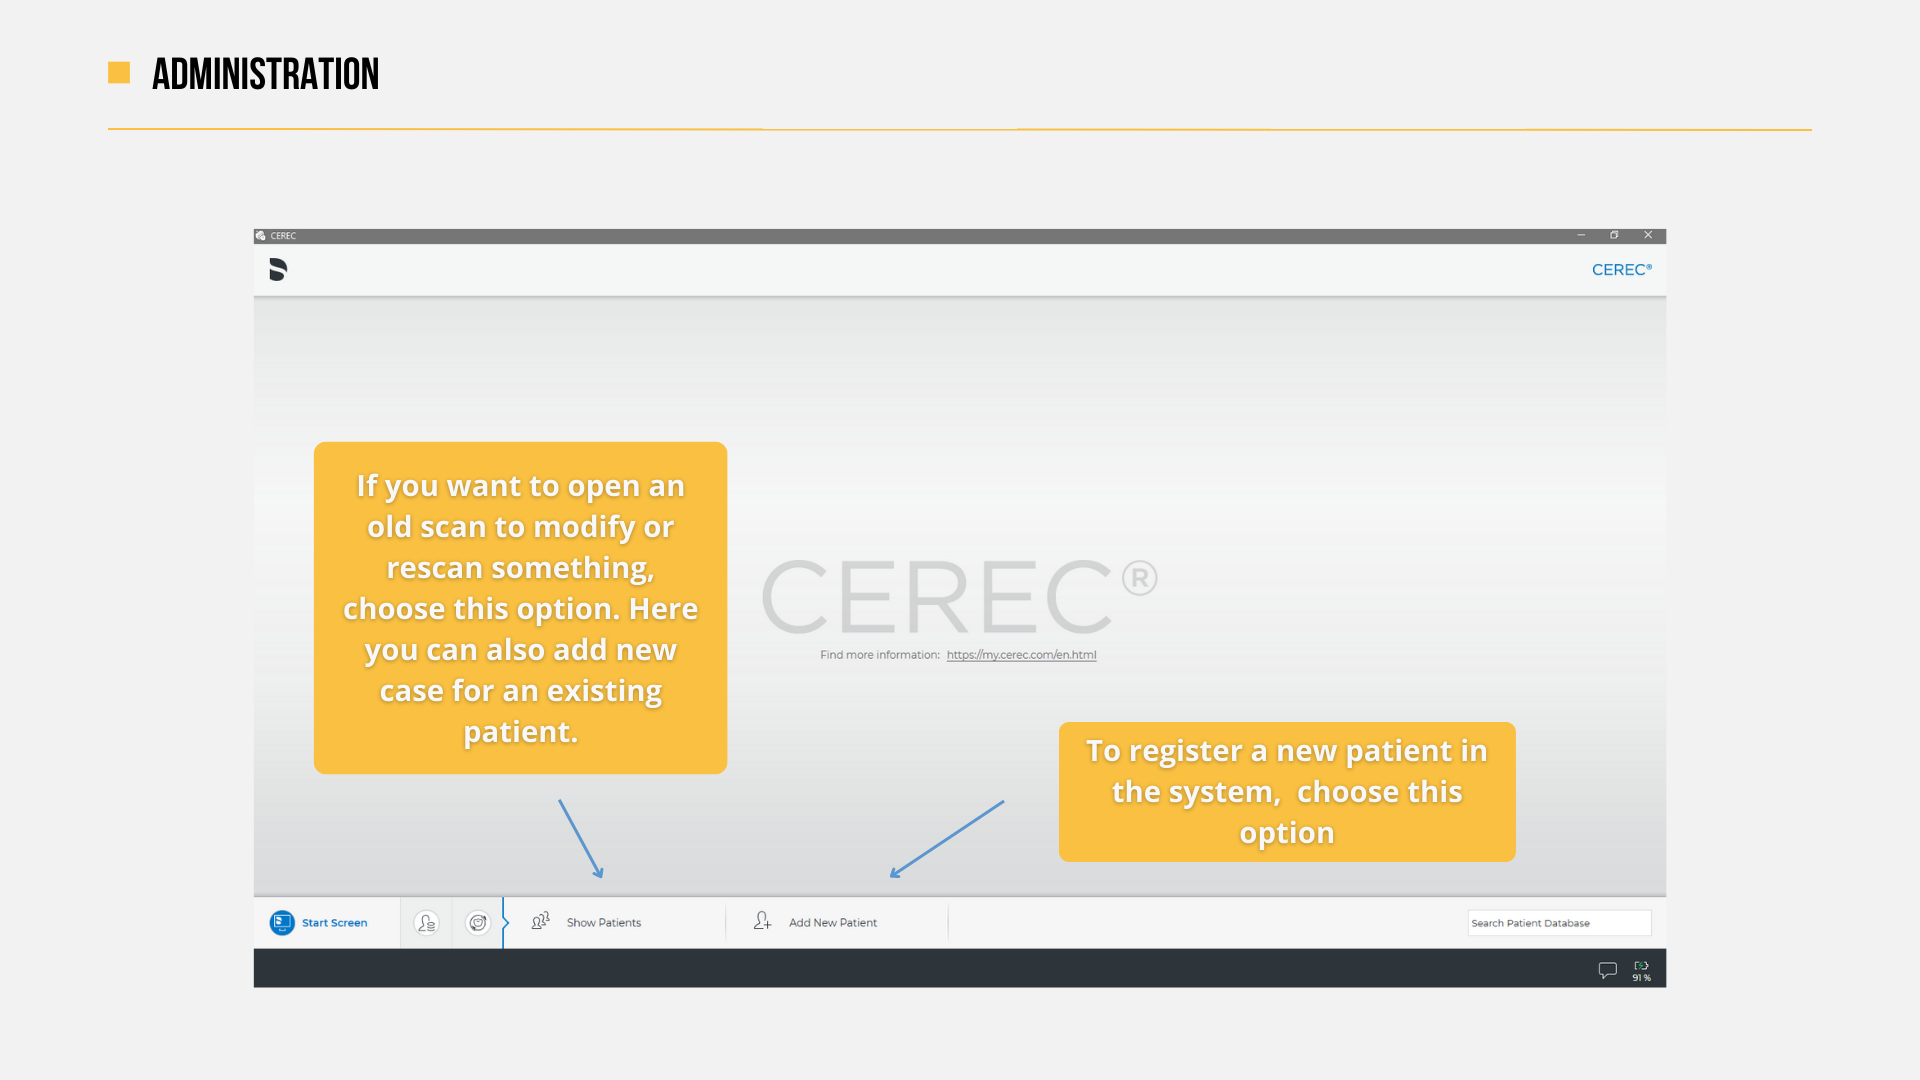 ADMINISTRATION
CEREC
CEREC®
If you want to open an
old scan to modify or
rescan something,
choose this option. Here
you can also add new
case for an existing
patient.
CEREC®
Find more information: https://my.cerec.com/en.html
To register a new patient in
the system, choose this
option
Start Screen
Show Patients
Add New Patient
Search Patient Database
91 %